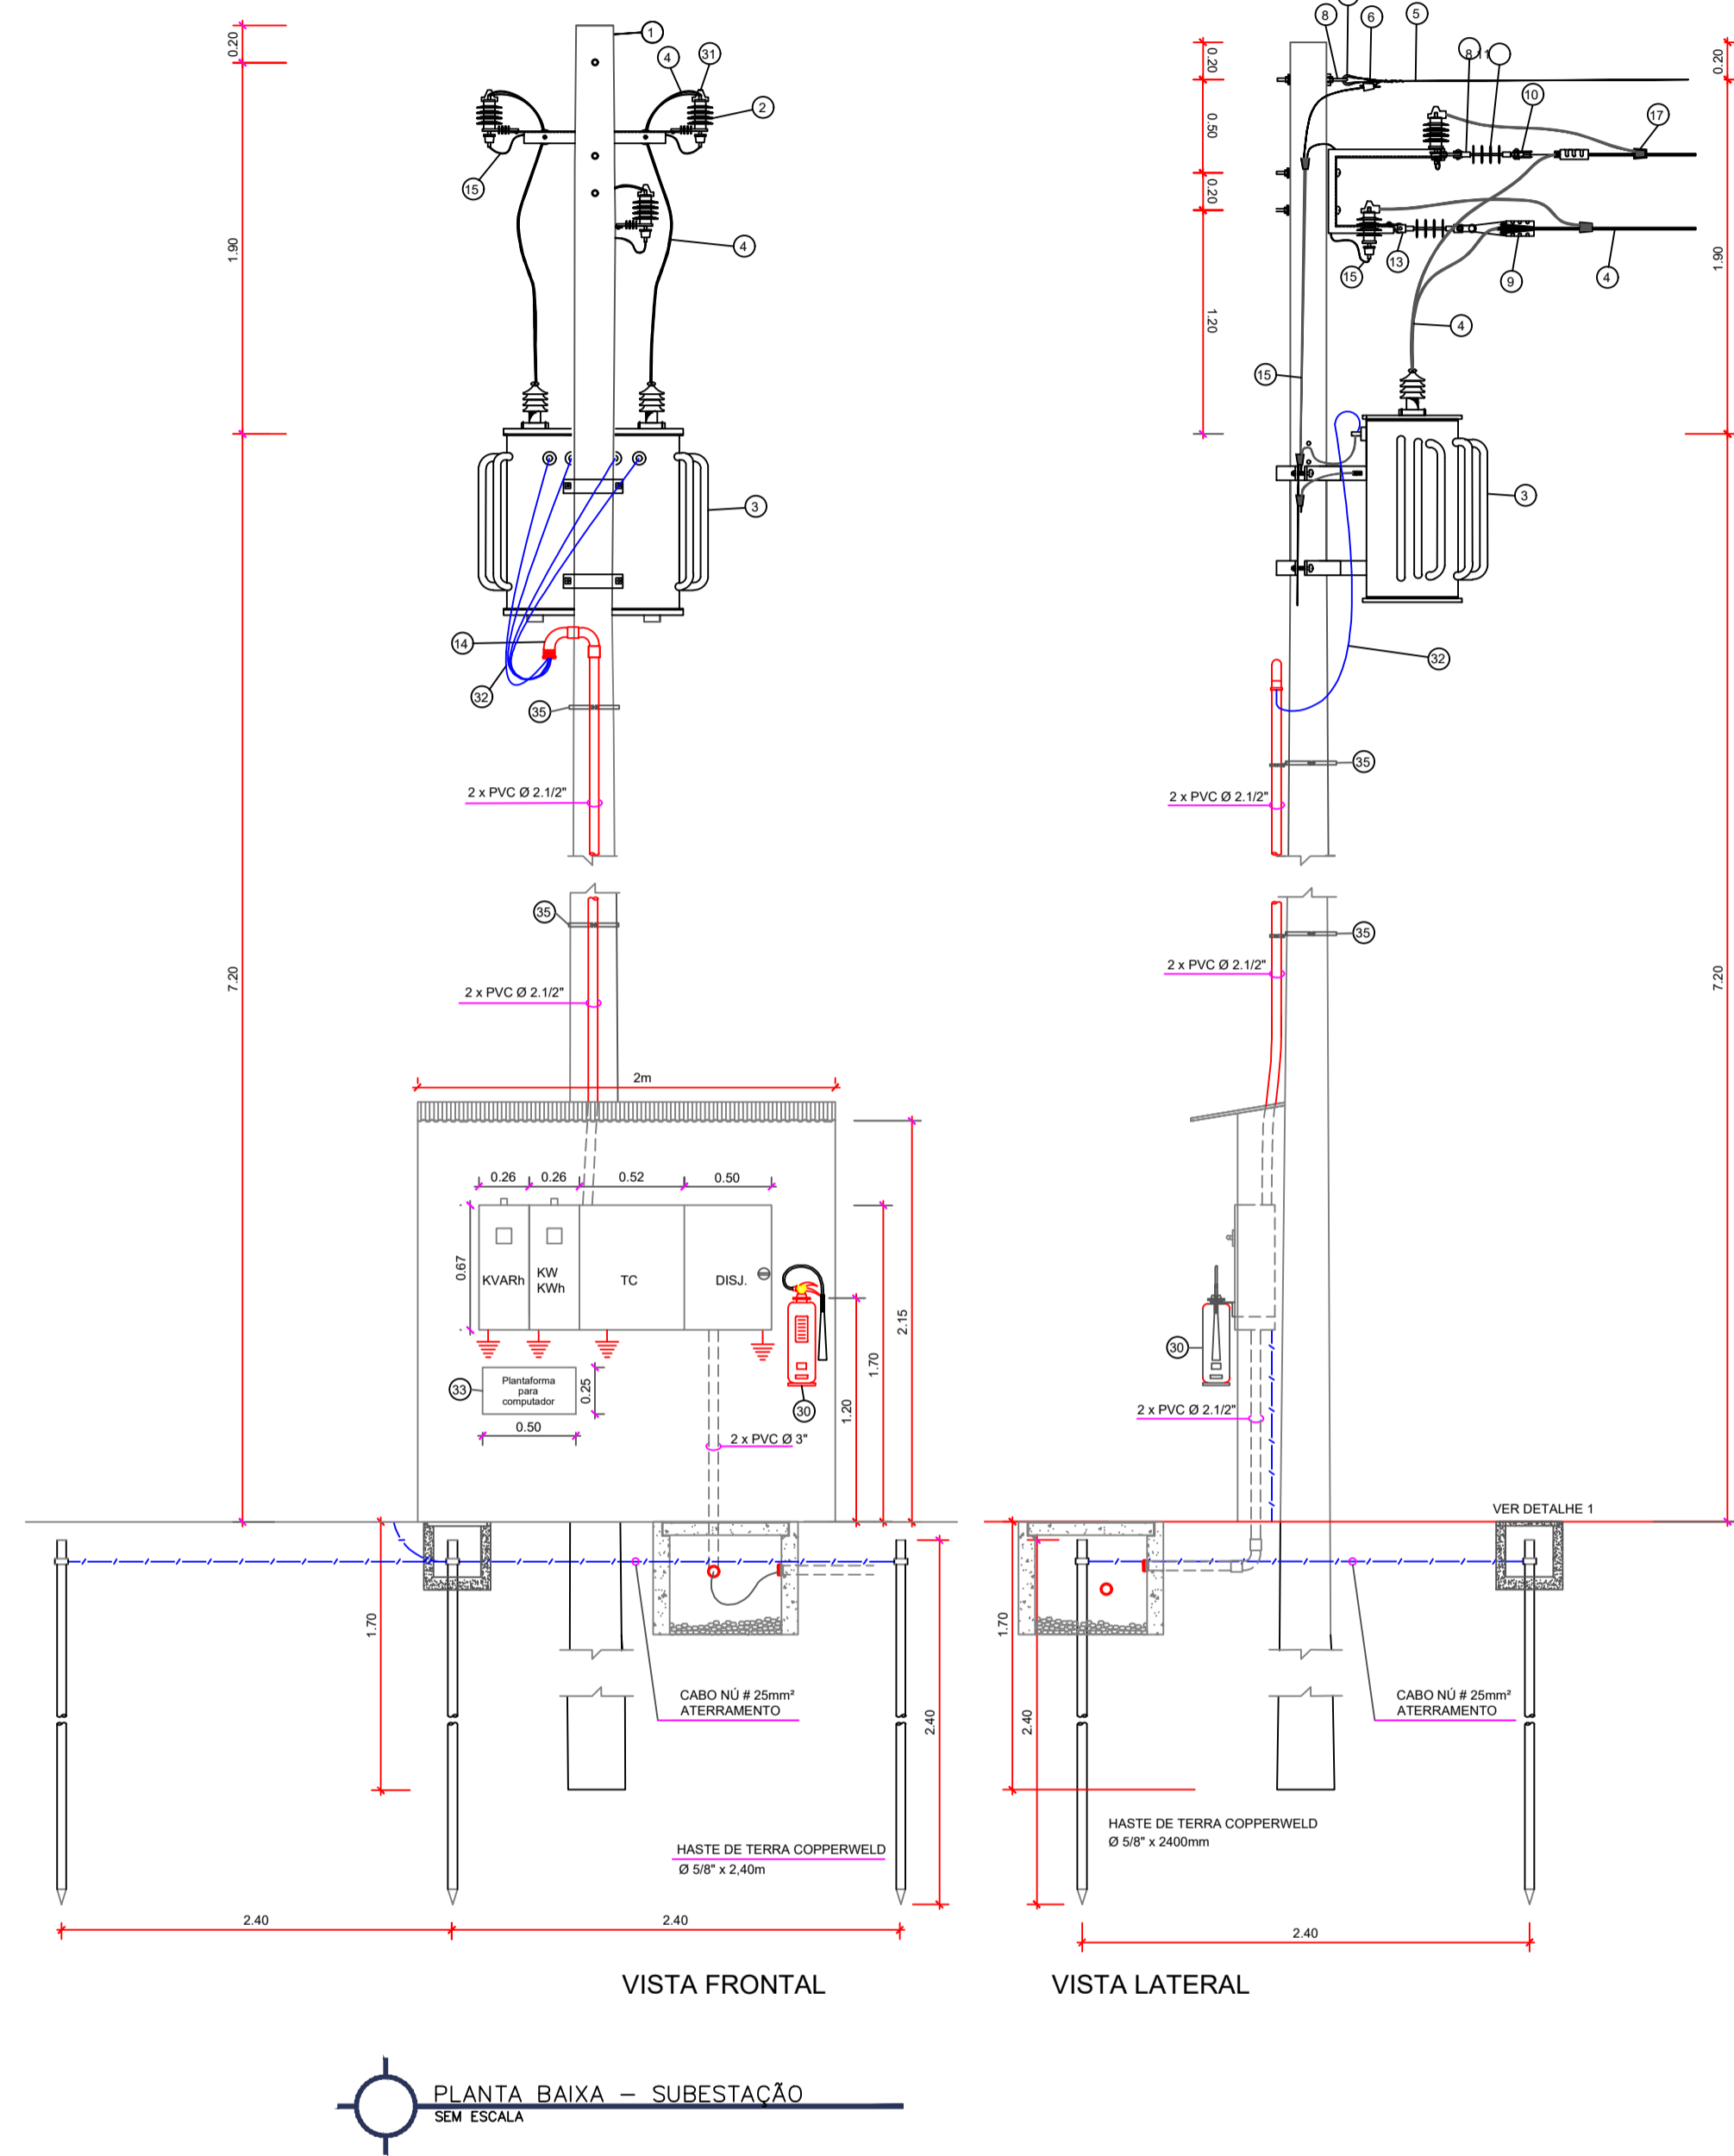 0.20
1.90
7.20
1
4
31
2
15
4
3
14
32
35
2 x PVC Ø 2.1/2"
35
2 x PVC Ø 2.1/2"
2m
0.26
0.26
0.52
0.50
0.67
KVARh
KW
KWh
TC
DISJ.
33
Plantaforma
para
computador
0.25
0.50
30
2 x PVC Ø 3"
1.20
1.70
2.15
1.70
CABO NÚ # 25mm²
ATERRAMENTO
2.40
HASTE DE TERRA COPPERWELD
Ø 5/8" x 2,40m
2.40
2.40
VISTA FRONTAL
8
6
5
8
11
10
17
0.20
0.50
0.20
1.20
0.20
1.90
7.20
15
13
9
4
4
15
3
32
35
2 x PVC Ø 2.1/2"
35
2 x PVC Ø 2.1/2"
30
2 x PVC Ø 2.1/2"
VER DETALHE 1
1.70
2.40
CABO NÚ # 25mm²
ATERRAMENTO
HASTE DE TERRA COPPERWELD
Ø 5/8" x 2400mm
2.40
VISTA LATERAL
PLANTA BAIXA – SUBESTAÇÃO
SEM ESCALA